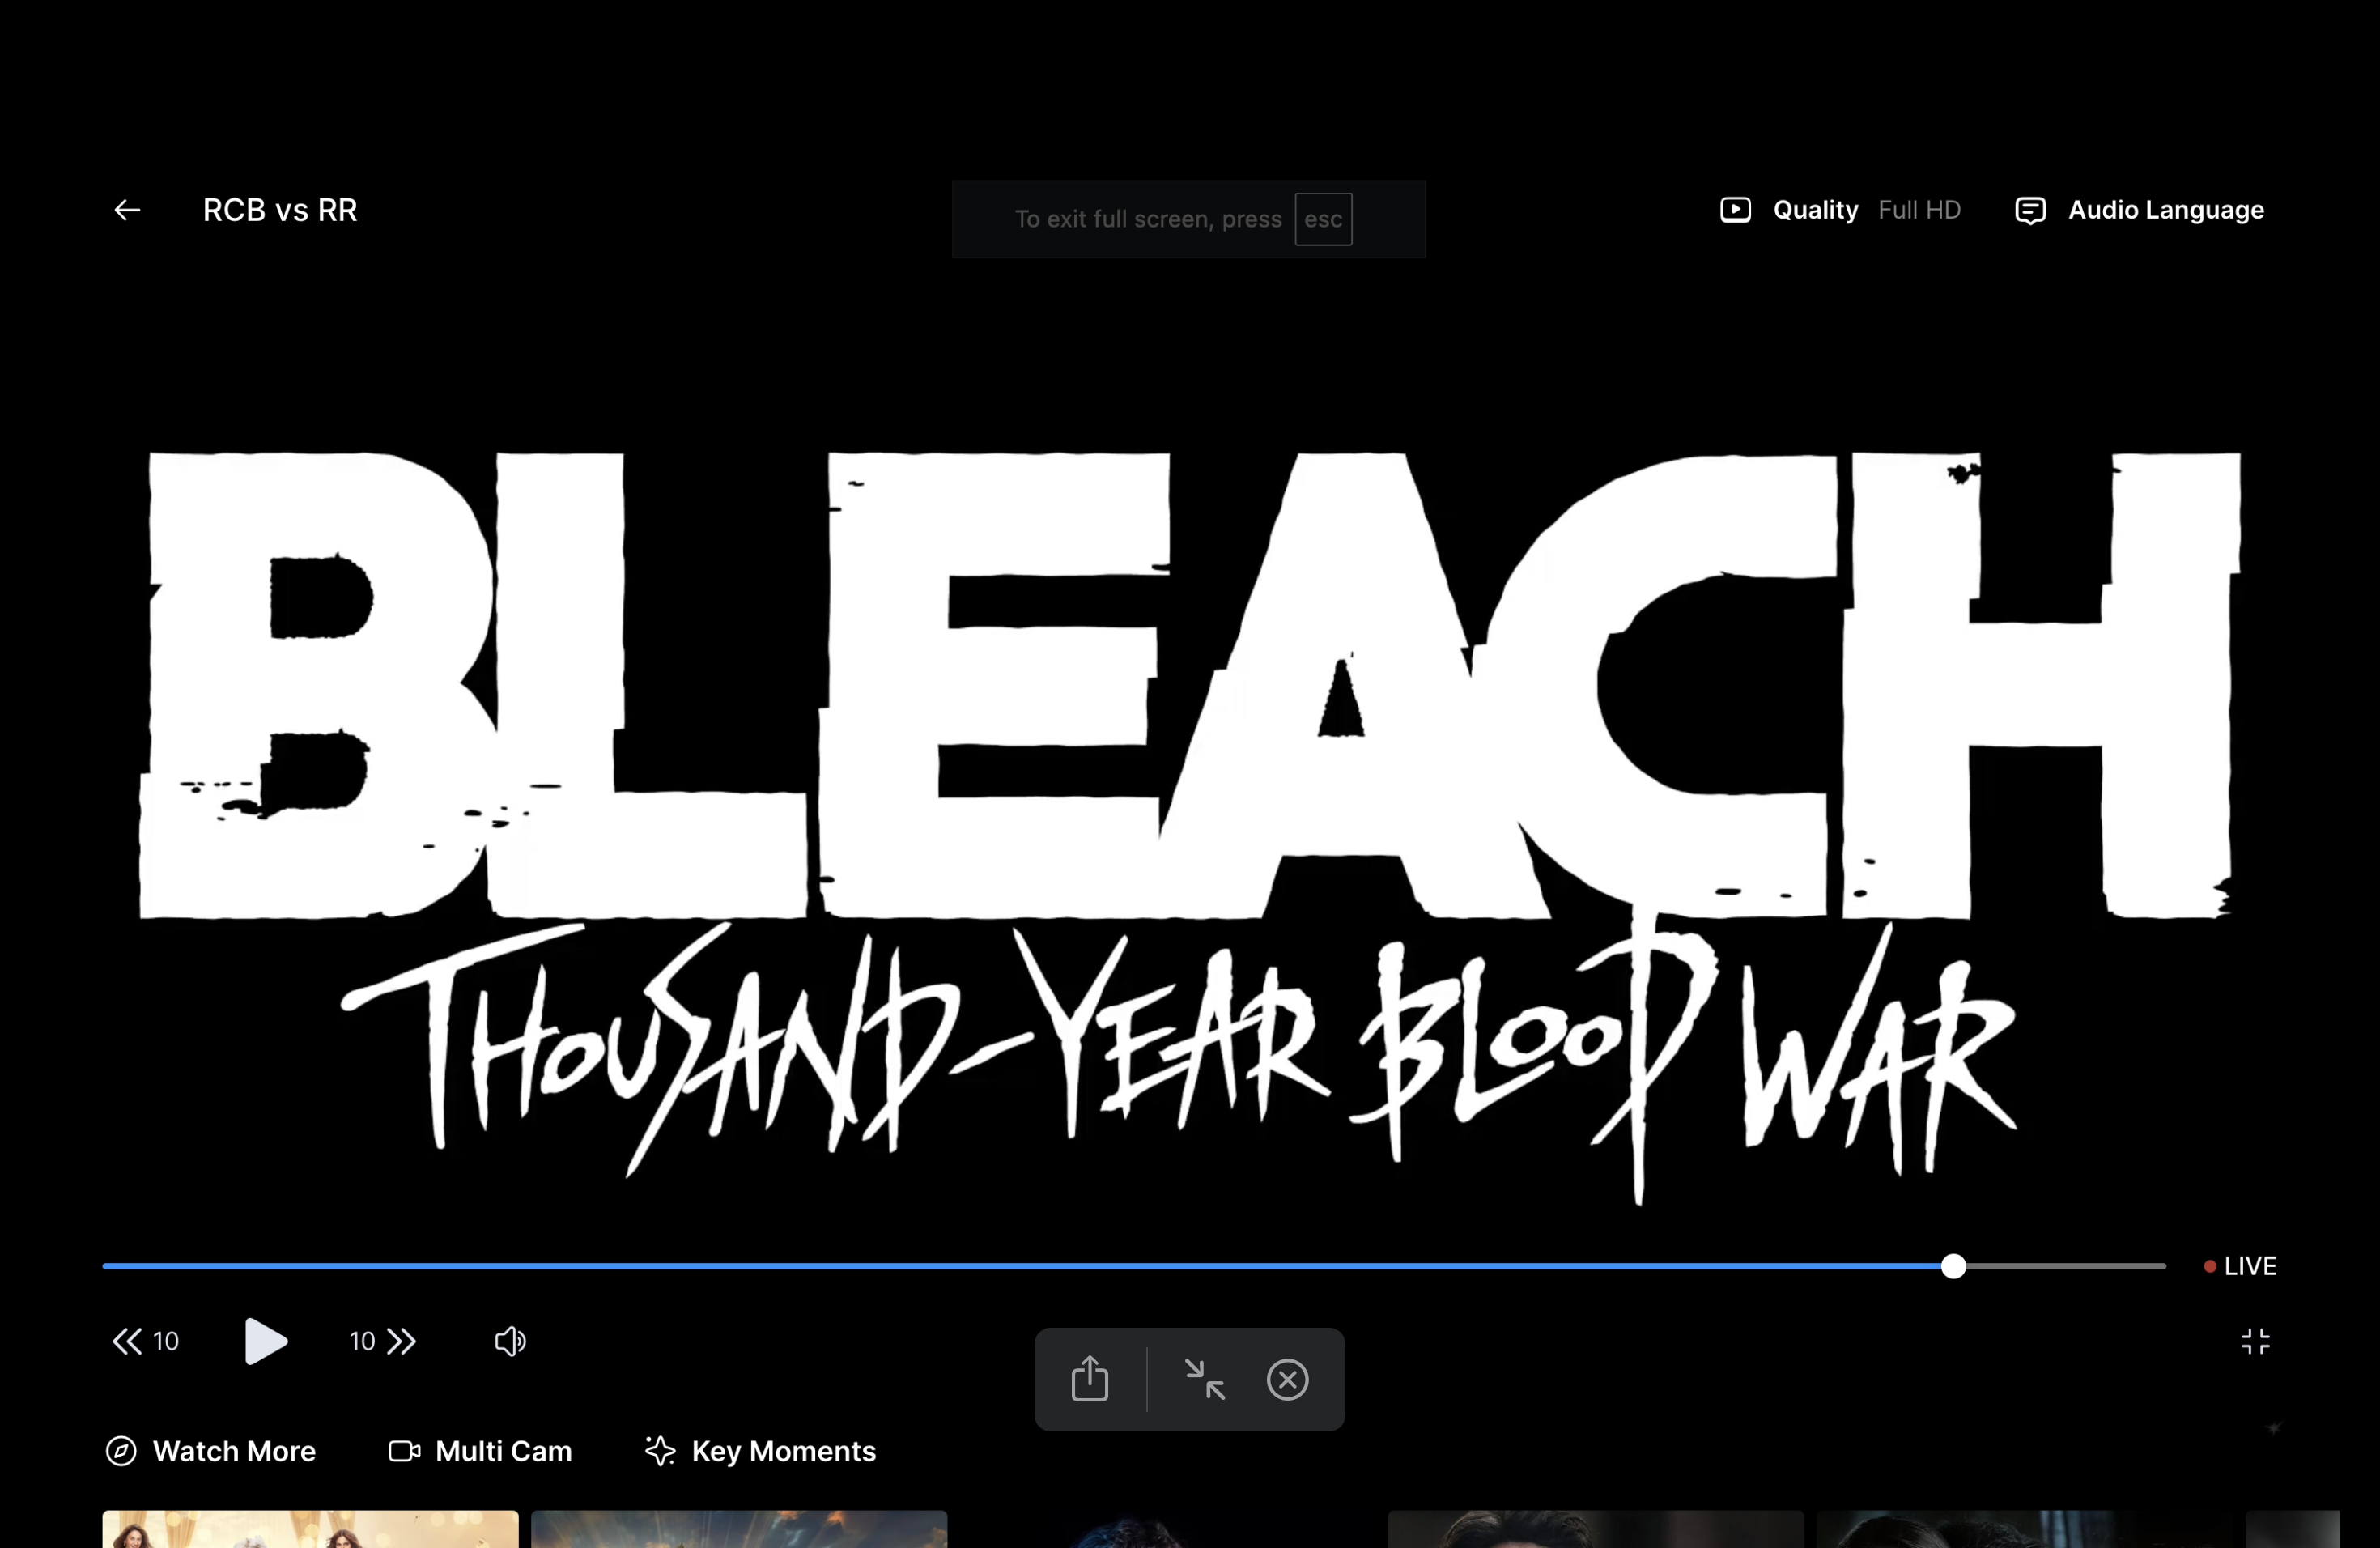 RCB vs RR
To exit full screen, press esc
Quality Full HD
Audio Language
BLEACH
THOUSAND-YEAR BLOOD WAR
LIVE
10
10
Watch More
Multi Cam
Key Moments